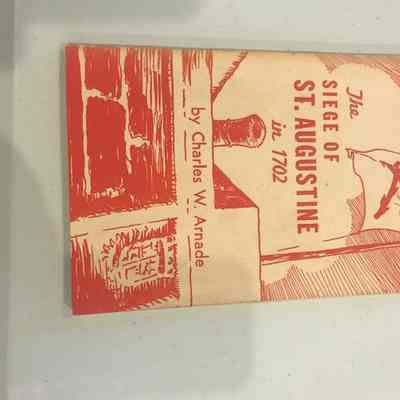 The
SIEGE OF
ST. AUGUSTINE
in 1702
by Charles W. Arnade